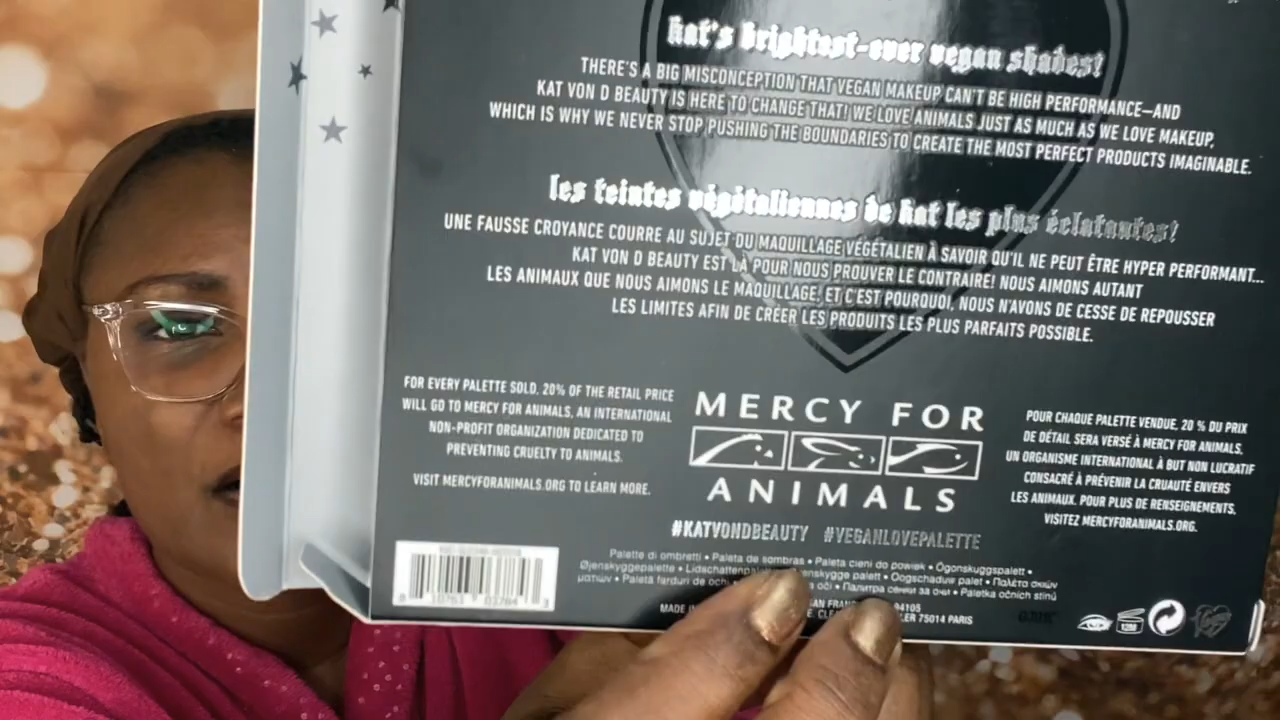 kat's brightest-ever vegan shades!
THERE'S A BIG MISCONCEPTION THAT VEGAN MAKEUP CAN'T BE HIGH PERFORMANCE—AND
KAT VON D BEAUTY IS HERE TO CHANGE THAT! WE LOVE ANIMALS JUST AS MUCH AS WE LOVE MAKEUP,
WHICH IS WHY WE NEVER STOP PUSHING THE BOUNDARIES TO CREATE THE MOST PERFECT PRODUCTS IMAGINABLE.
les teintes végétaliennes de kat les plus éclatantes!
UNE FAUSSE CROYANCE COURRE AU SUJET DU MAQUILLAGE VÉGÉTALIEN À SAVOIR QU'IL NE PEUT ÊTRE HYPER PERFORMANT...
KAT VON D BEAUTY EST LÀ POUR NOUS PROUVER LE CONTRAIRE! NOUS AIMONS AUTANT
LES ANIMAUX QUE NOUS AIMONS LE MAQUILLAGE, ET C'EST POURQUOI, NOUS N'AVONS DE CESSE DE REPOUSSER
LES LIMITES AFIN DE CRÉER LES PRODUITS LES PLUS PARFAITS POSSIBLE.
FOR EVERY PALETTE SOLD, 20% OF THE RETAIL PRICE
WILL GO TO MERCY FOR ANIMALS, AN INTERNATIONAL
NON-PROFIT ORGANIZATION DEDICATED TO
PREVENTING CRUELTY TO ANIMALS.
VISIT MERCYFORANIMALS.ORG TO LEARN MORE.
MERCY FOR
ANIMALS
POUR CHAQUE PALETTE VENDUE, 20 % DU PRIX
DE DÉTAIL SERA VERSÉ À MERCY FOR ANIMALS,
UN ORGANISME INTERNATIONAL À BUT NON LUCRATIF
CONSACRÉ À PRÉVENIR LA CRUAUTÉ ENVERS
LES ANIMAUX. POUR PLUS DE RENSEIGNEMENTS,
VISITEZ MERCYFORANIMALS.ORG.
#KATVONDBEAUTY #VEGANLOVEPALETTE
Palette di ombretti • Paleta de sombras • Paleta cieni do powiek • Ögonskuggspalett •
Øjenskyggepalette • Lidschattenpalette palett • Oogschaduw palet • Παλέτα σκιών
ματιών • Paletă farduri de ochi oči • Палитра сенки за очи • Paletka očních stínů
MADE 94105
75014 PARIS
12M